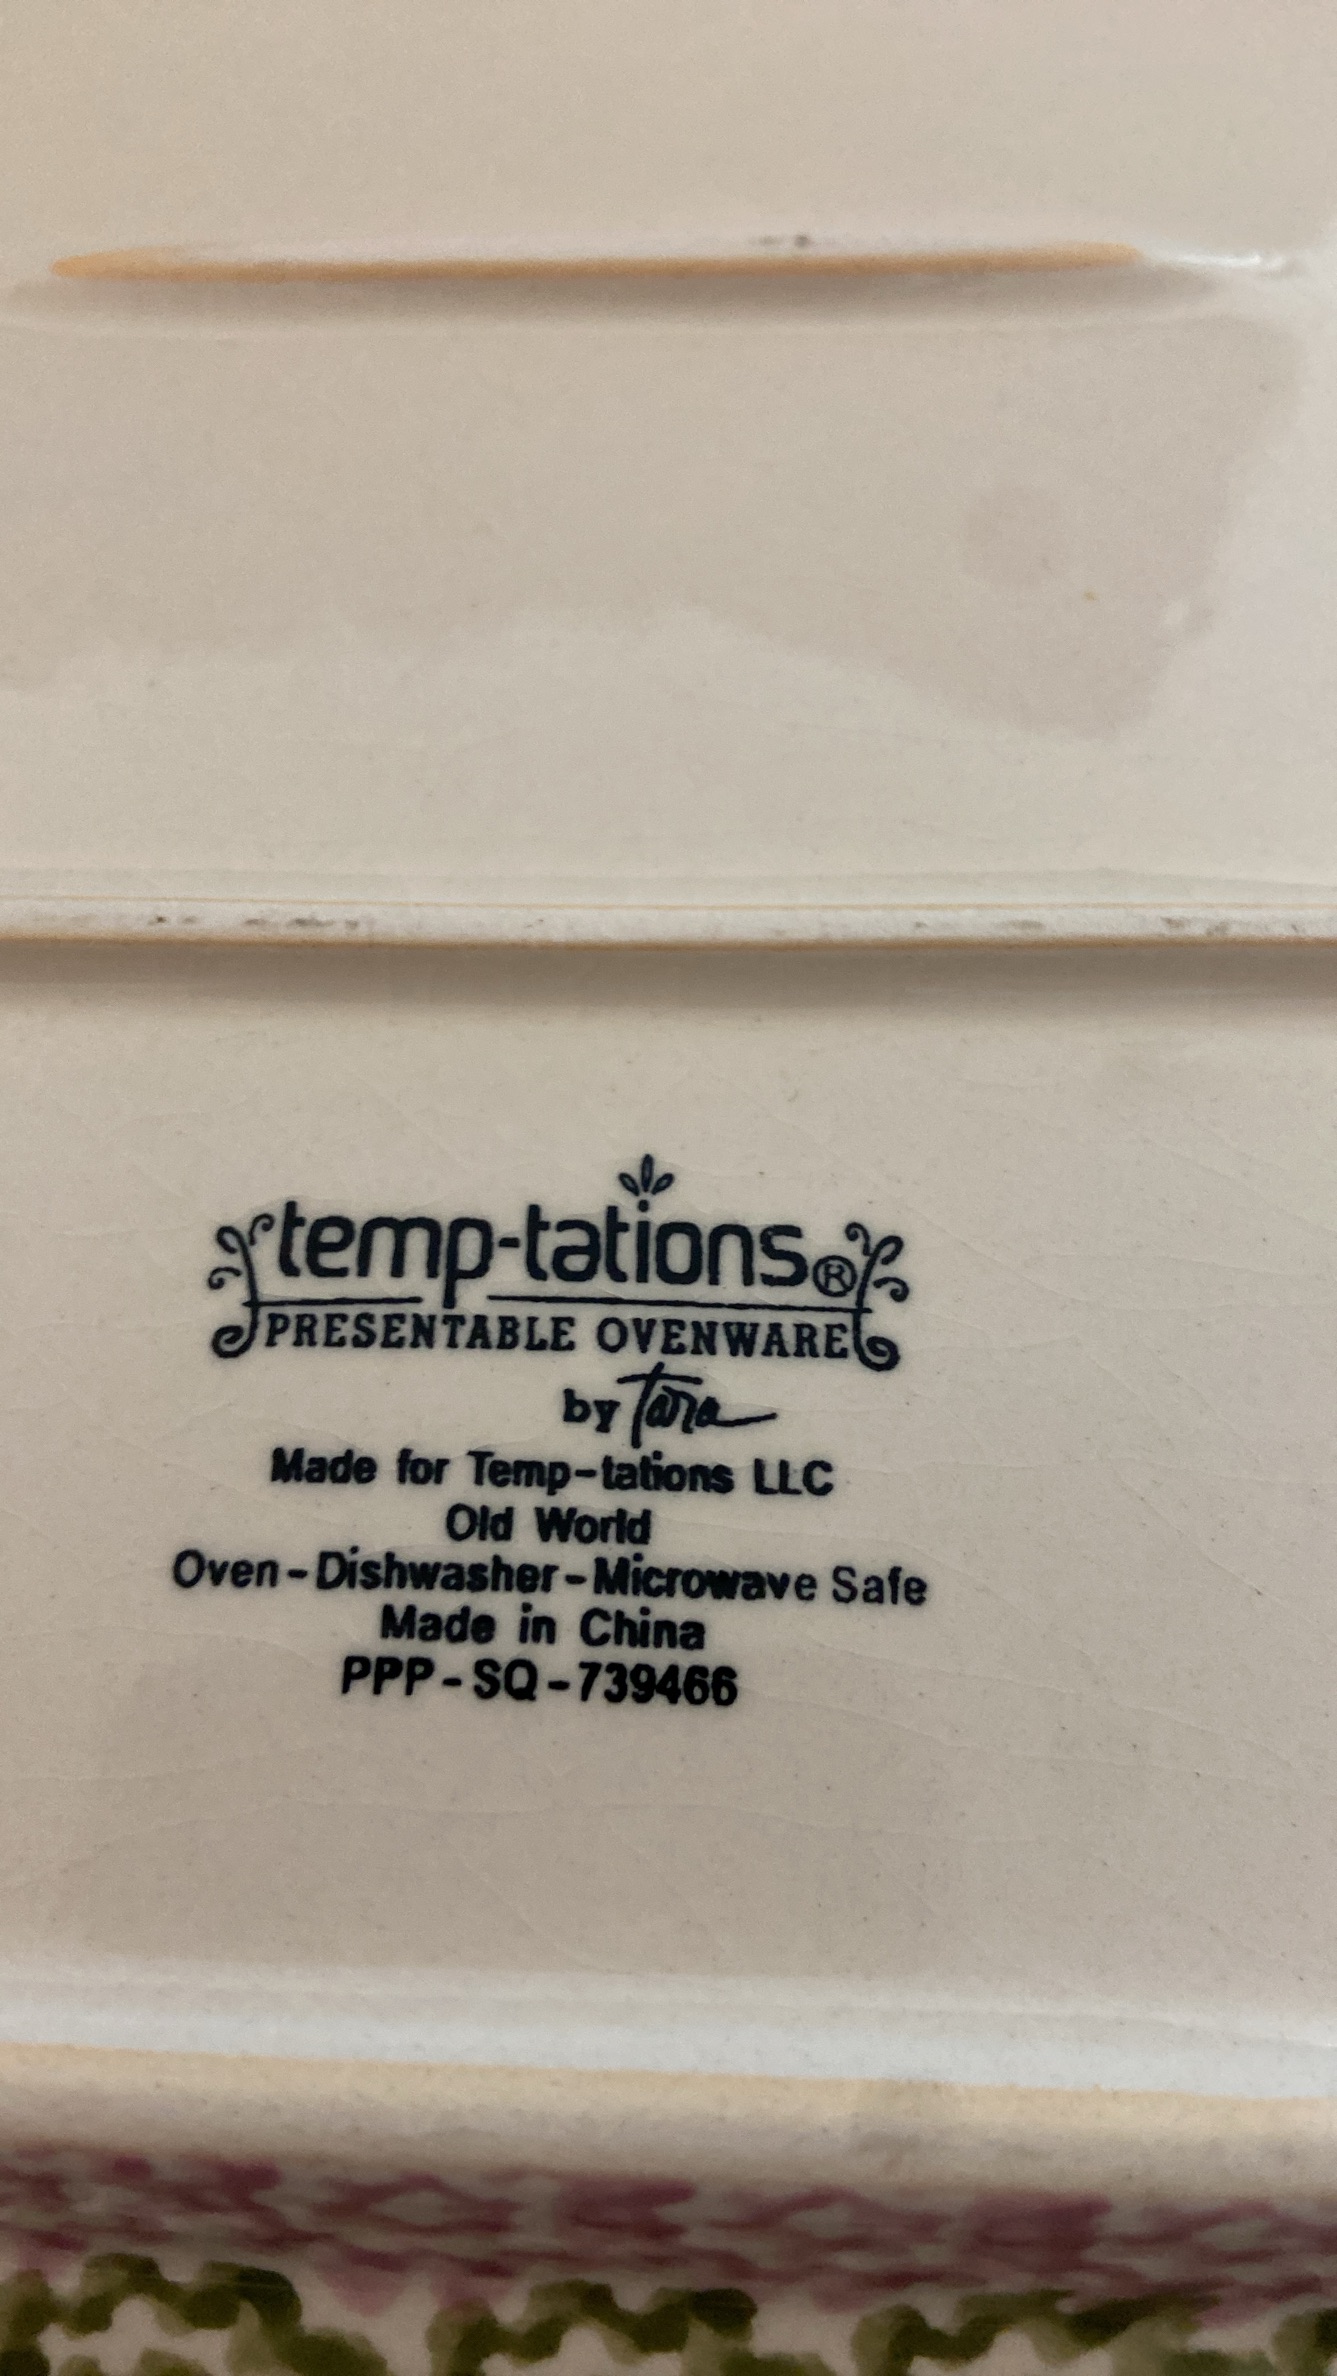 temp-tations®
PRESENTABLE OVENWARE
by Tara
Made for Temp-tations LLC
Old World
Oven-Dishwasher-Microwave Safe
Made in China
PPP-SQ-739466